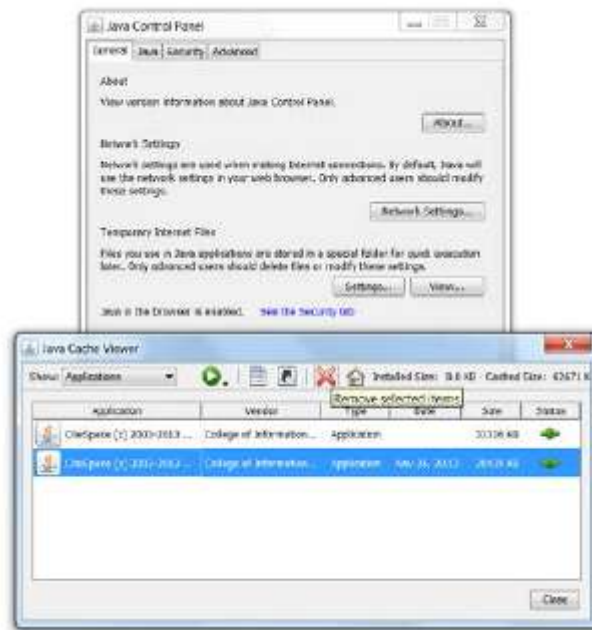 Java Control Panel
General Java Security Advanced
About
View version information about Java Control Panel.
About...
Network Settings
Network settings are used when making Internet connections. By default, Java will
use the network settings in your web browser. Only advanced users should modify
these settings.
Network Settings...
Temporary Internet Files
Files you use in Java applications are stored in a special folder for quick execution
later. Only advanced users should delete files or modify these settings.
Settings... View...
Java in the browser is enabled. See the Security tab
Java Cache Viewer
Show: Applications Installed Size: Cached Size:
Remove selected items
Application Vendor Type Date Size Status
CiteSpace (c) 2003-2013 ... College of Information... Application
CiteSpace (c) College of Information... Application
Close